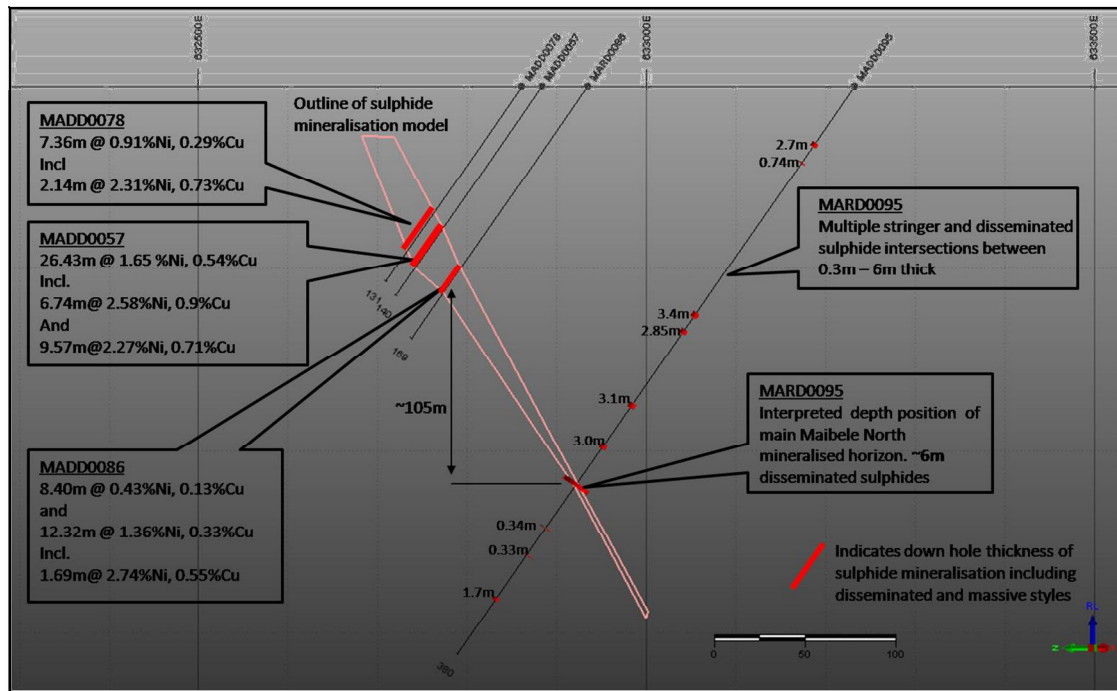 632500E
633000E
633500E
MADD0078
MADD0057
MARD0086
MADD0095
Outline of sulphide
mineralisation model
MADD0078
7.36m @ 0.91%Ni, 0.29%Cu
Incl
2.14m @ 2.31%Ni, 0.73%Cu
MADD0057
26.43m @ 1.65 %Ni, 0.54%Cu
Incl.
6.74m @ 2.58%Ni, 0.9%Cu
And
9.57m@2.27%Ni, 0.71%Cu
MADD0086
8.40m @ 0.43%Ni, 0.13%Cu
and
12.32m @ 1.36%Ni, 0.33%Cu
Incl.
1.69m@ 2.74%Ni, 0.55%Cu
131
140
169
~105m
2.7m
0.74m
MARD0095
Multiple stringer and disseminated
sulphide intersections between
0.3m – 6m thick
3.4m
2.85m
3.1m
3.0m
MARD0095
Interpreted depth position of
main Maibele North
mineralised horizon. ~6m
disseminated sulphides
0.34m
0.33m
1.7m
380
Indicates down hole thickness of
sulphide mineralisation including
disseminated and massive styles
0
50
100
RL
Z